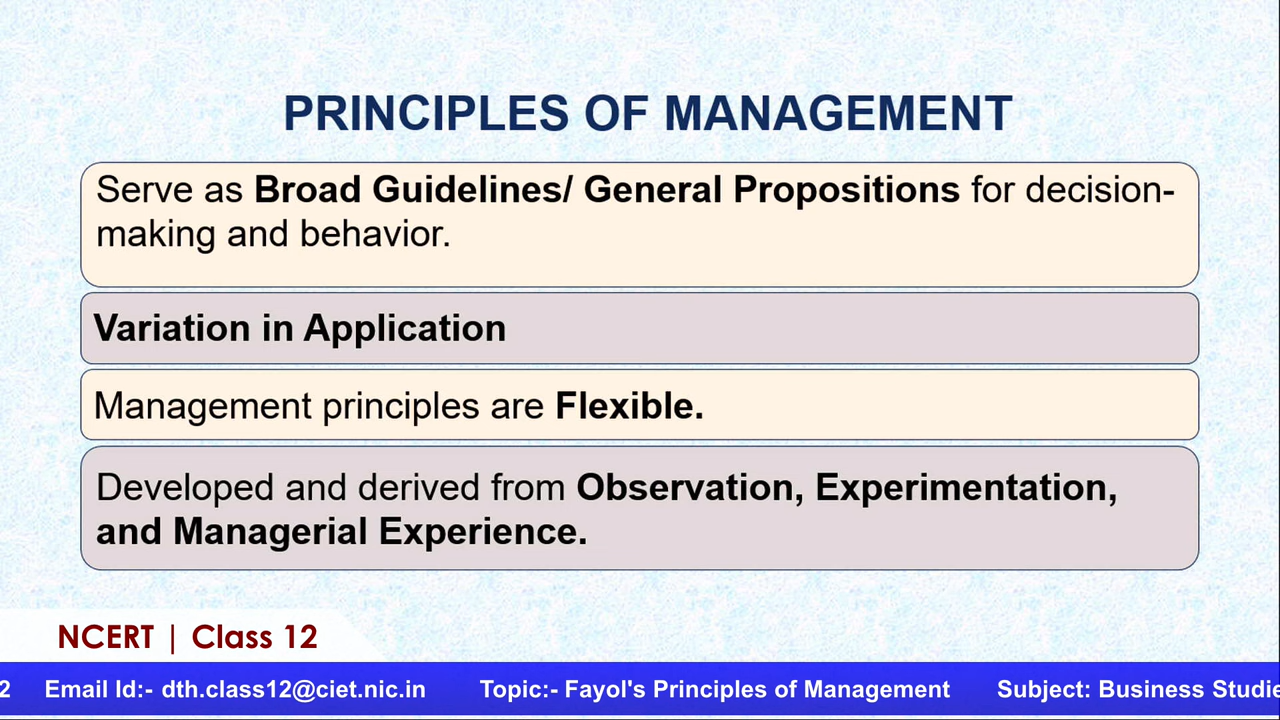 PRINCIPLES OF MANAGEMENT
Serve as Broad Guidelines/ General Propositions for decision-
making and behavior.
Variation in Application
Management principles are Flexible.
Developed and derived from Observation, Experimentation,
and Managerial Experience.
NCERT | Class 12
2 Email Id:- dth.class12@ciet.nic.in Topic:- Fayol's Principles of Management Subject: Business Studie